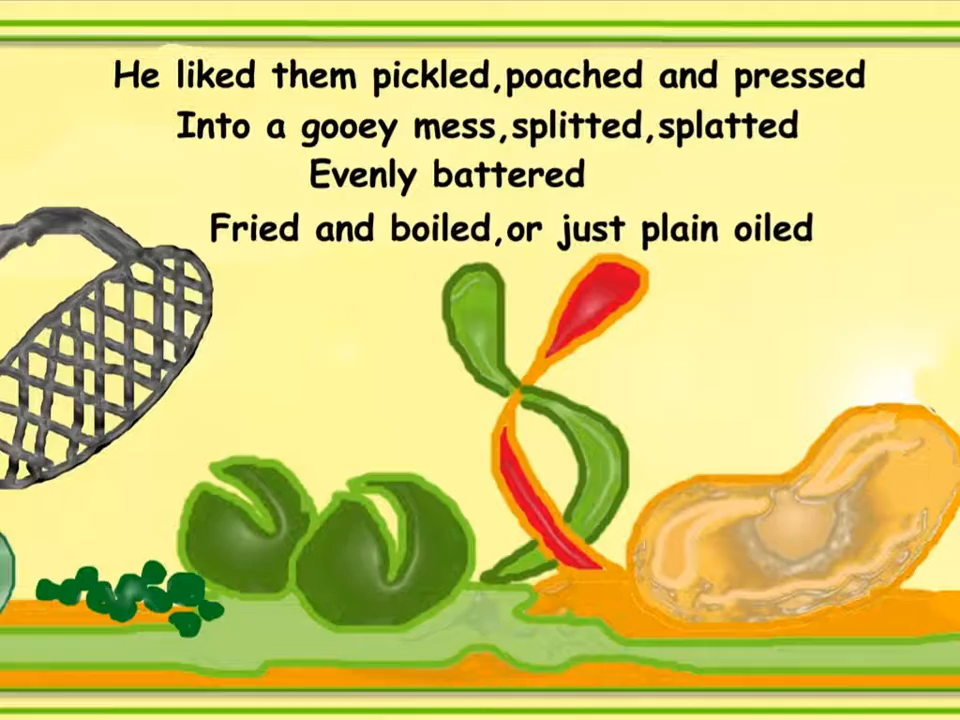 He liked them pickled,poached and pressed
Into a gooey mess,splitted,splatted
Evenly battered
Fried and boiled,or just plain oiled